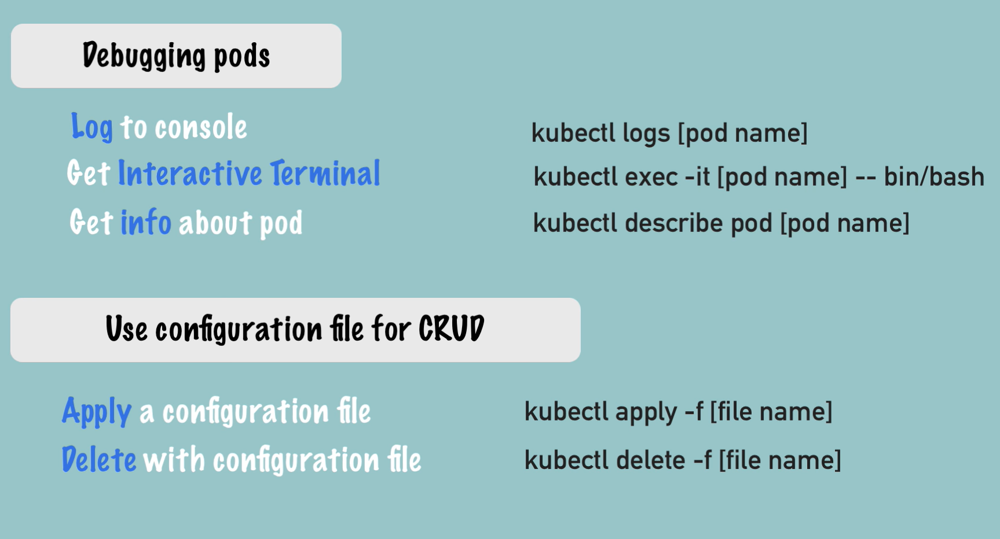 Debugging pods
Log to console
kubectl logs [pod name]
Get Interactive Terminal
kubectl exec -it [pod name] -- bin/bash
Get info about pod
kubectl describe pod [pod name]
Use configuration file for CRUD
Apply a configuration file
kubectl apply -f [file name]
Delete with configuration file
kubectl delete -f [file name]